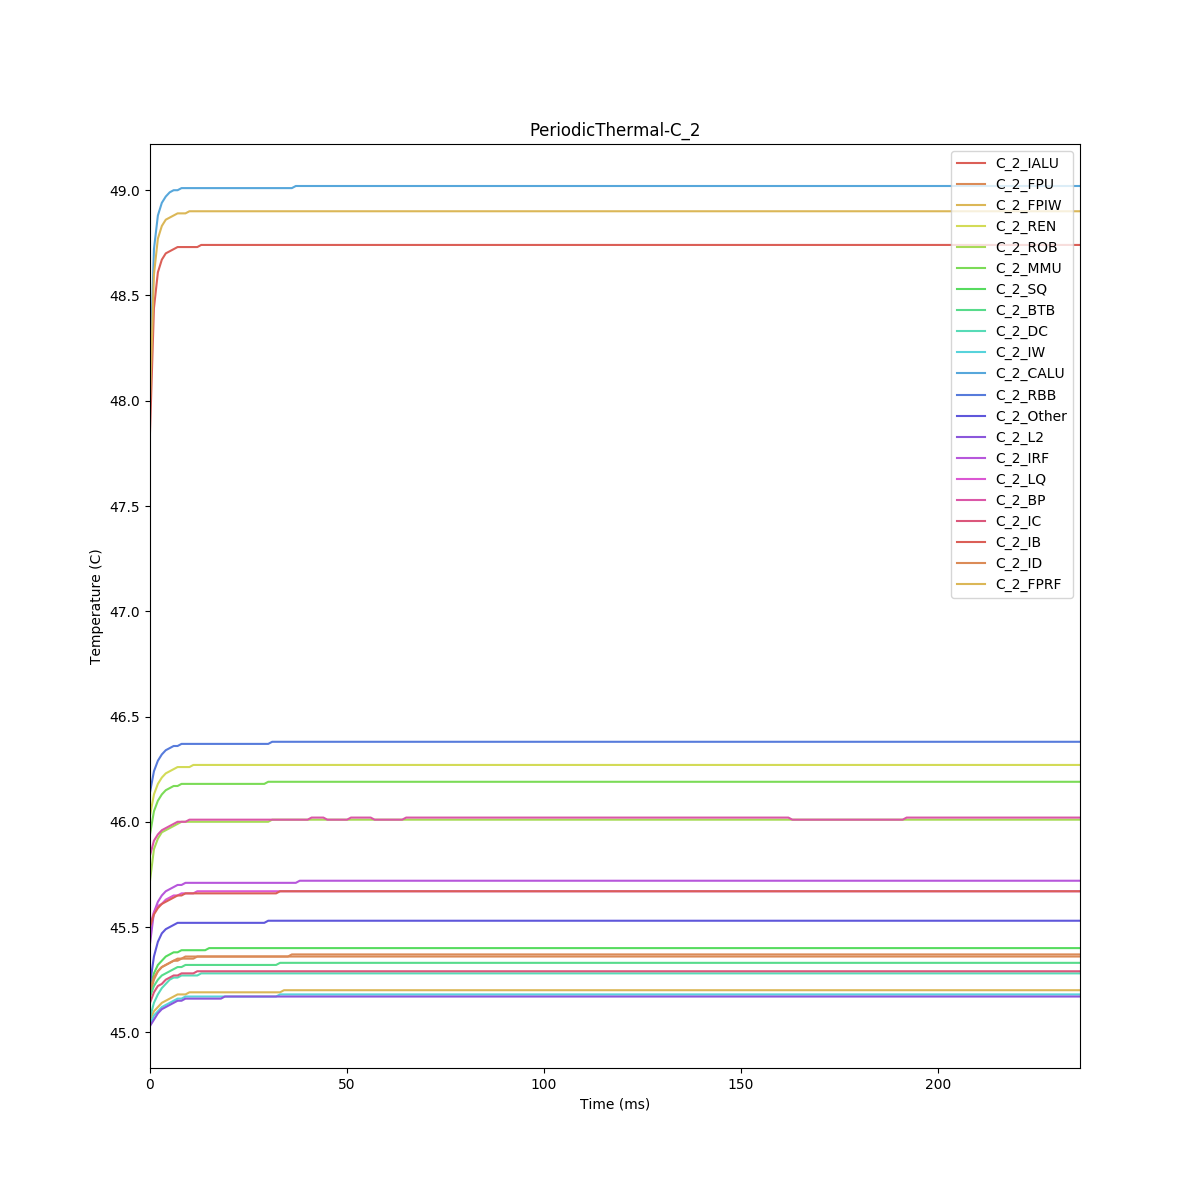 PeriodicThermal-C_2
49.0
48.5
48.0
47.5
47.0
46.5
46.0
45.5
45.0
Temperature (C)
0
50
100
150
200
Time (ms)
C_2_IALU
C_2_FPU
C_2_FPIW
C_2_REN
C_2_ROB
C_2_MMU
C_2_SQ
C_2_BTB
C_2_DC
C_2_IW
C_2_CALU
C_2_RBB
C_2_Other
C_2_L2
C_2_IRF
C_2_LQ
C_2_BP
C_2_IC
C_2_IB
C_2_ID
C_2_FPRF